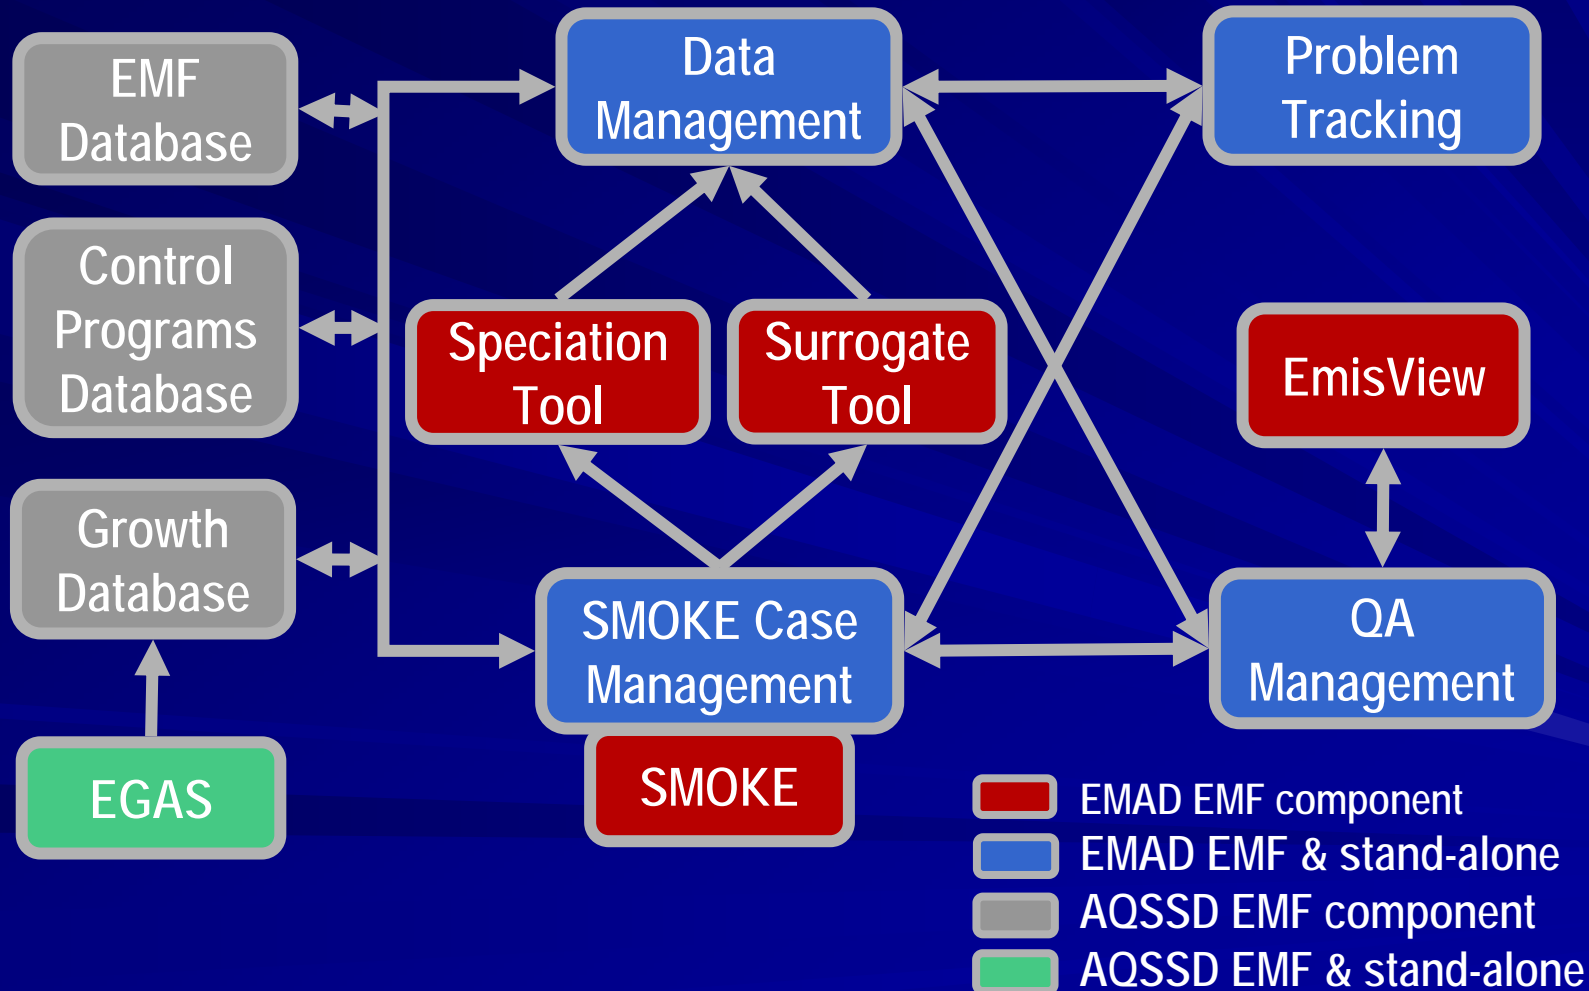 EMF
Database
Data
Management
Problem
Tracking
Control
Programs
Database
Speciation
Tool
Surrogate
Tool
EmisView
Growth
Database
SMOKE Case
Management
QA
Management
EGAS
SMOKE
EMAD EMF component
EMAD EMF & stand-alone
AQSSD EMF component
AQSSD EMF & stand-alone